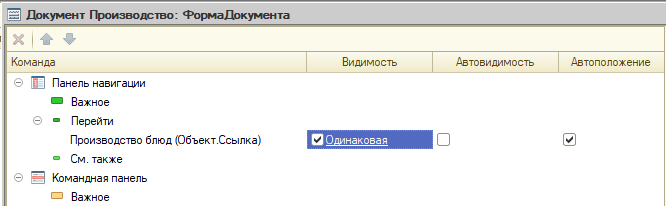 Документ Производство: ФормаДокумента
Команда Видимость Автовидимость Автоположение
Панель навигации
Важное
Перейти
Производство блюд (Объект.Ссылка) Одинаковая
См. также
Командная панель
Важное